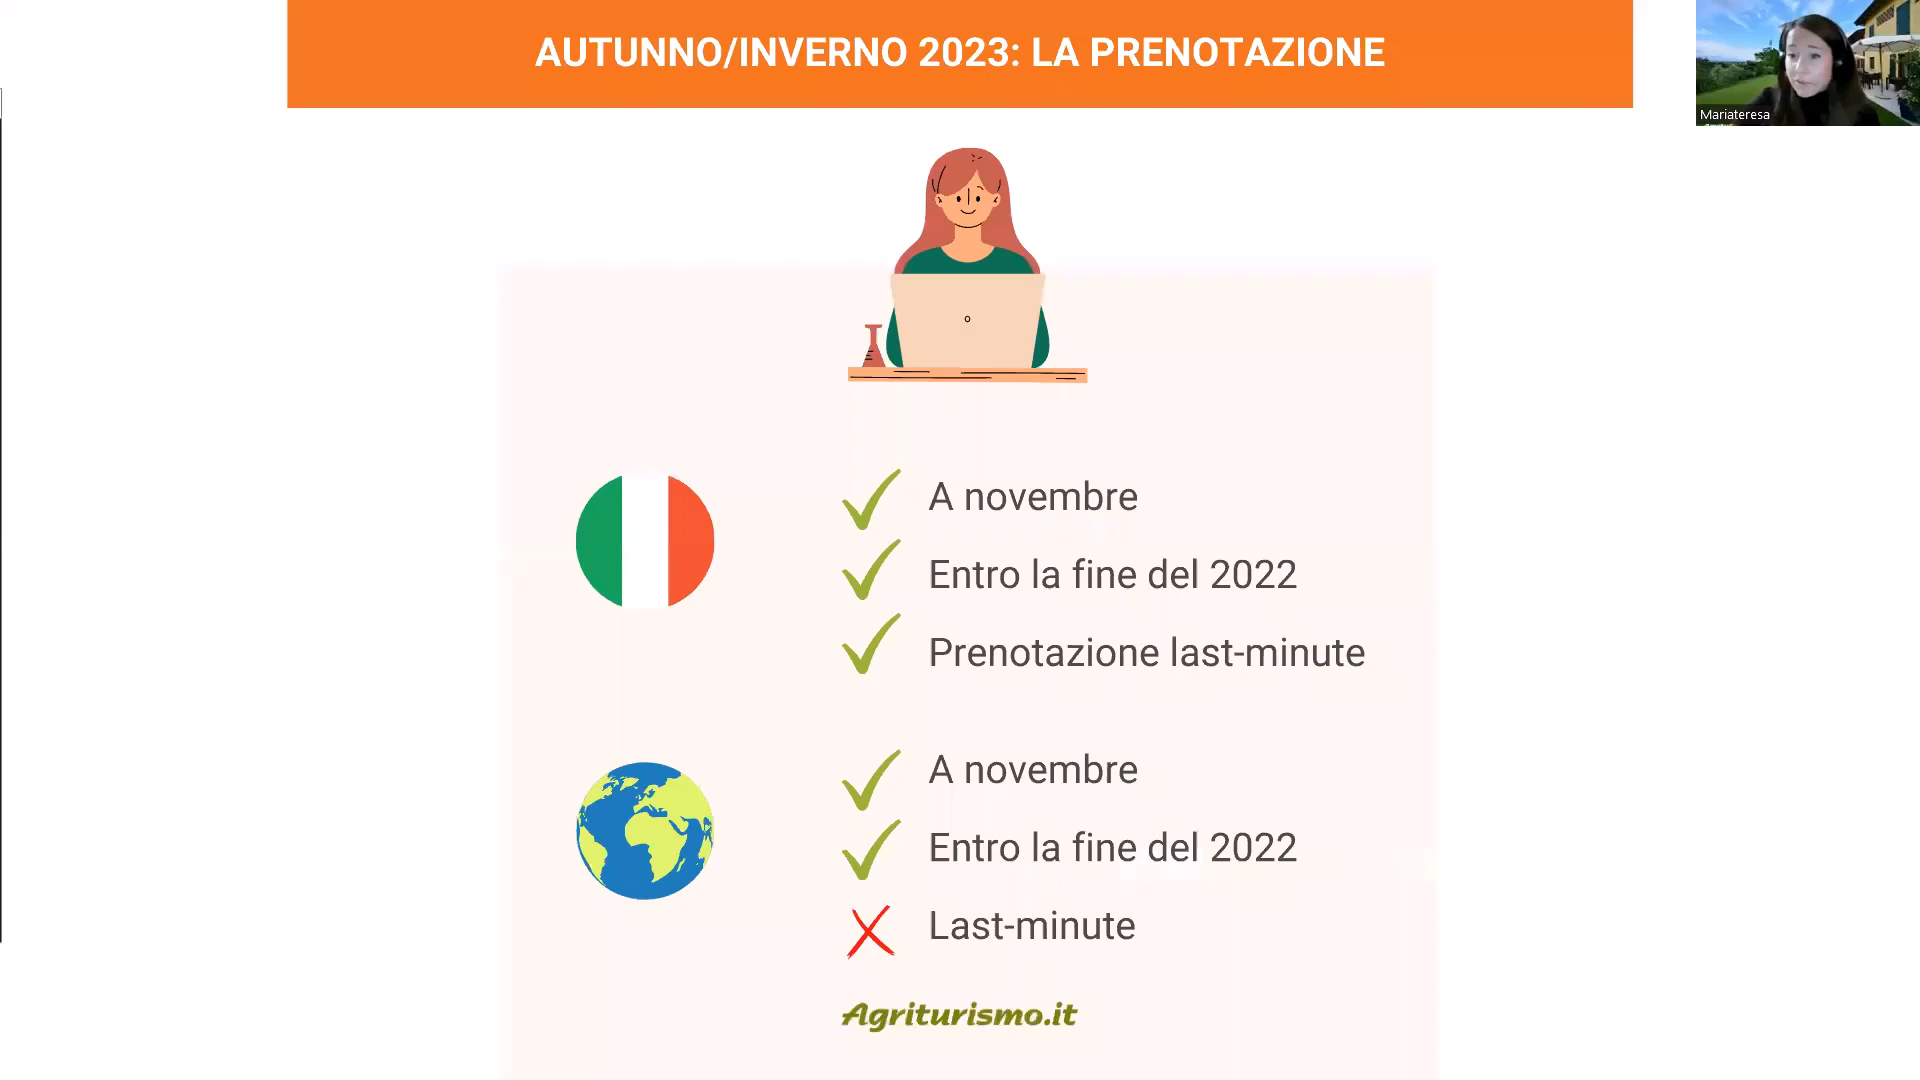 AUTUNNO/INVERNO 2023: LA PRENOTAZIONE
Mariateresa
A novembre
Entro la fine del 2022
Prenotazione last-minute
A novembre
Entro la fine del 2022
Last-minute
Agriturismo.it